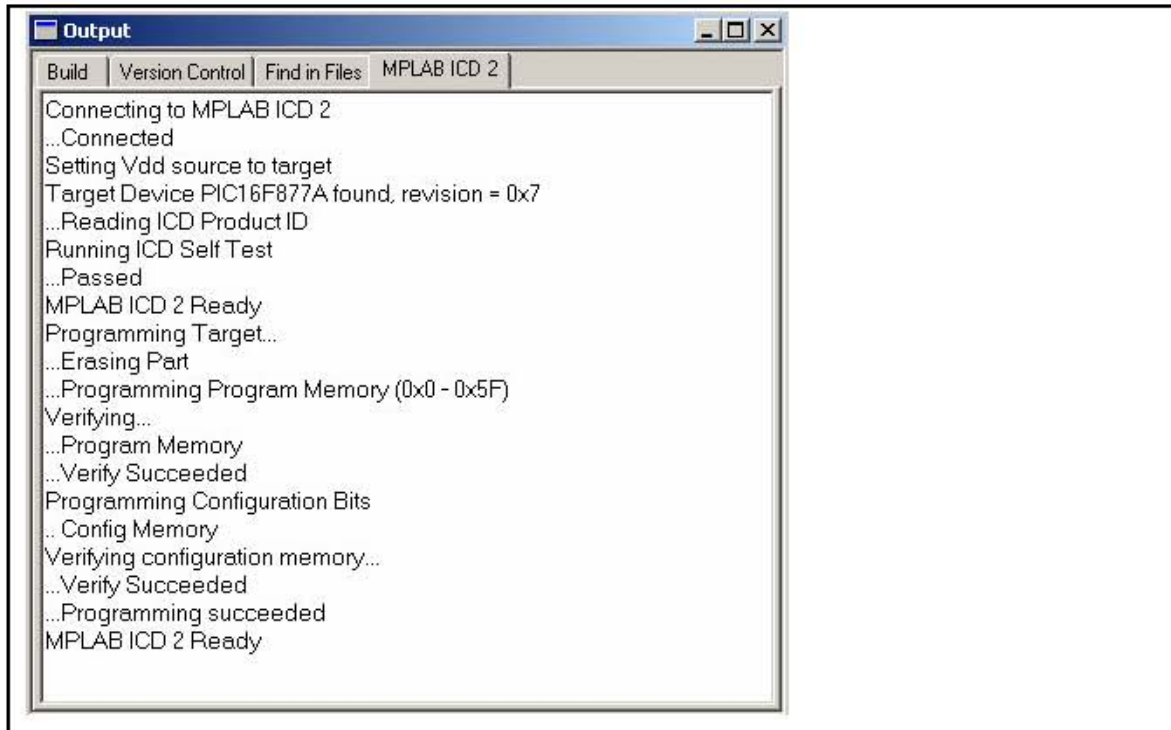 Output
Build Version Control Find in Files MPLAB ICD 2
Connecting to MPLAB ICD 2
...Connected
Setting Vdd source to target
Target Device PIC16F877A found, revision = 0x7
...Reading ICD Product ID
Running ICD Self Test
...Passed
MPLAB ICD 2 Ready
Programming Target...
...Erasing Part
...Programming Program Memory (0x0 - 0x5F)
Verifying...
...Program Memory
...Verify Succeeded
Programming Configuration Bits
.. Config Memory
Verifying configuration memory...
...Verify Succeeded
...Programming succeeded
MPLAB ICD 2 Ready